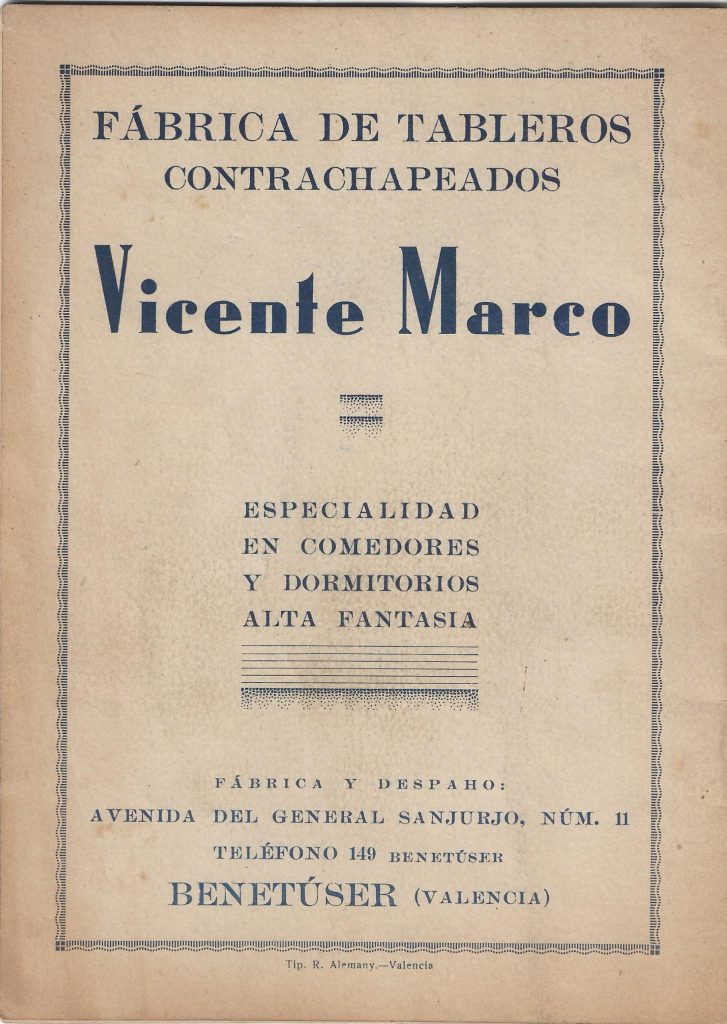 FÁBRICA DE TABLEROS
CONTRACHAPEADOS
Vicente Marco
ESPECIALIDAD
EN COMEDORES
Y DORMITORIOS
ALTA FANTASIA
FÁBRICA Y DESPAHO:
AVENIDA DEL GENERAL SANJURJO, NÚM. 11
TELÉFONO 149 BENETÚSER
BENETÚSER (VALENCIA)
Tip. R. Alemany.—Valencia